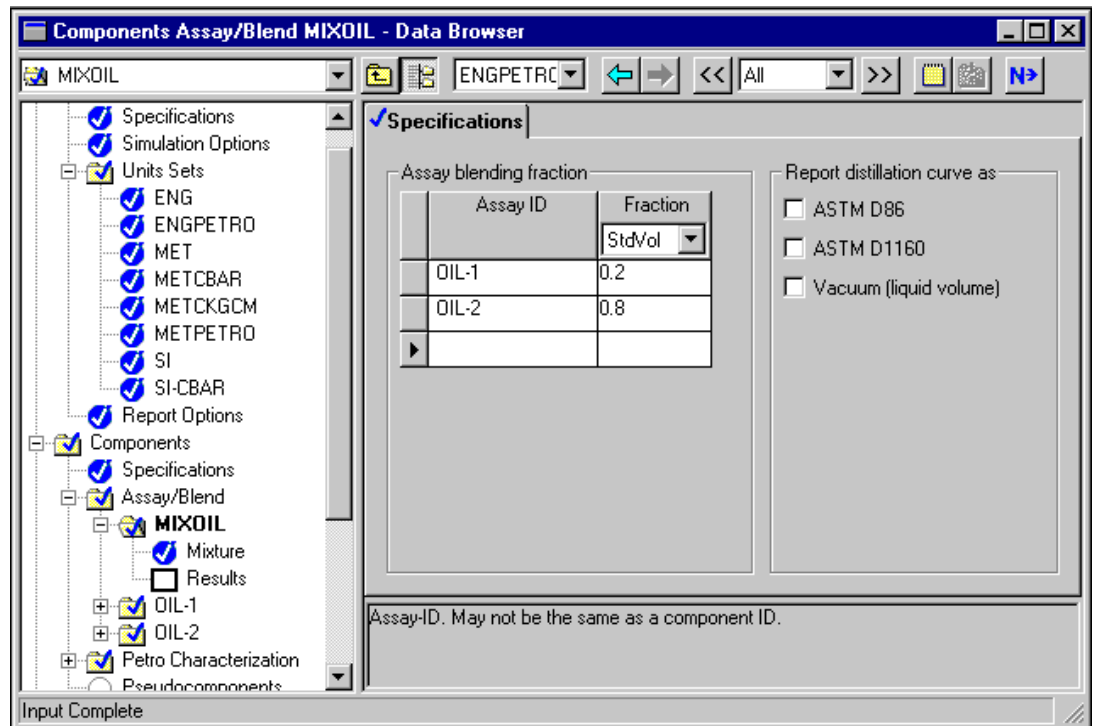 Components Assay/Blend MIXOIL - Data Browser
MIXOIL
ENGPETRO
<<
All
>>
N
Specifications
Simulation Options
Units Sets
ENG
ENGPETRO
MET
METCBAR
METCKGCM
METPETRO
SI
SI-CBAR
Report Options
Components
Specifications
Assay/Blend
MIXOIL
Mixture
Results
OIL-1
OIL-2
Petro Characterization
Pseudocomponents
Specifications
Assay blending fraction
Assay ID Fraction
StdVol
OIL-1 0.2
OIL-2 0.8
Report distillation curve as
ASTM D86
ASTM D1160
Vacuum (liquid volume)
Assay-ID. May not be the same as a component ID.
Input Complete